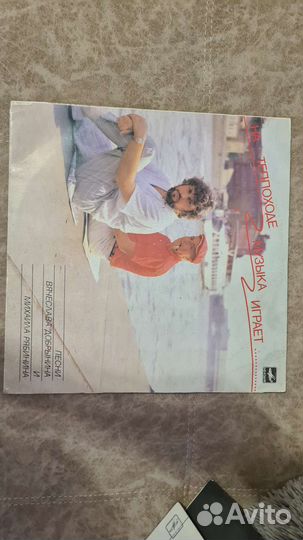 НА ТЕПЛОХОДЕ
МУЗЫКА
ИГРАЕТ
ПЕСНИ
ВЯЧЕСЛАВА ДОБРЫНИНА
И
МИХАИЛА РЯБИНИНА
Avito